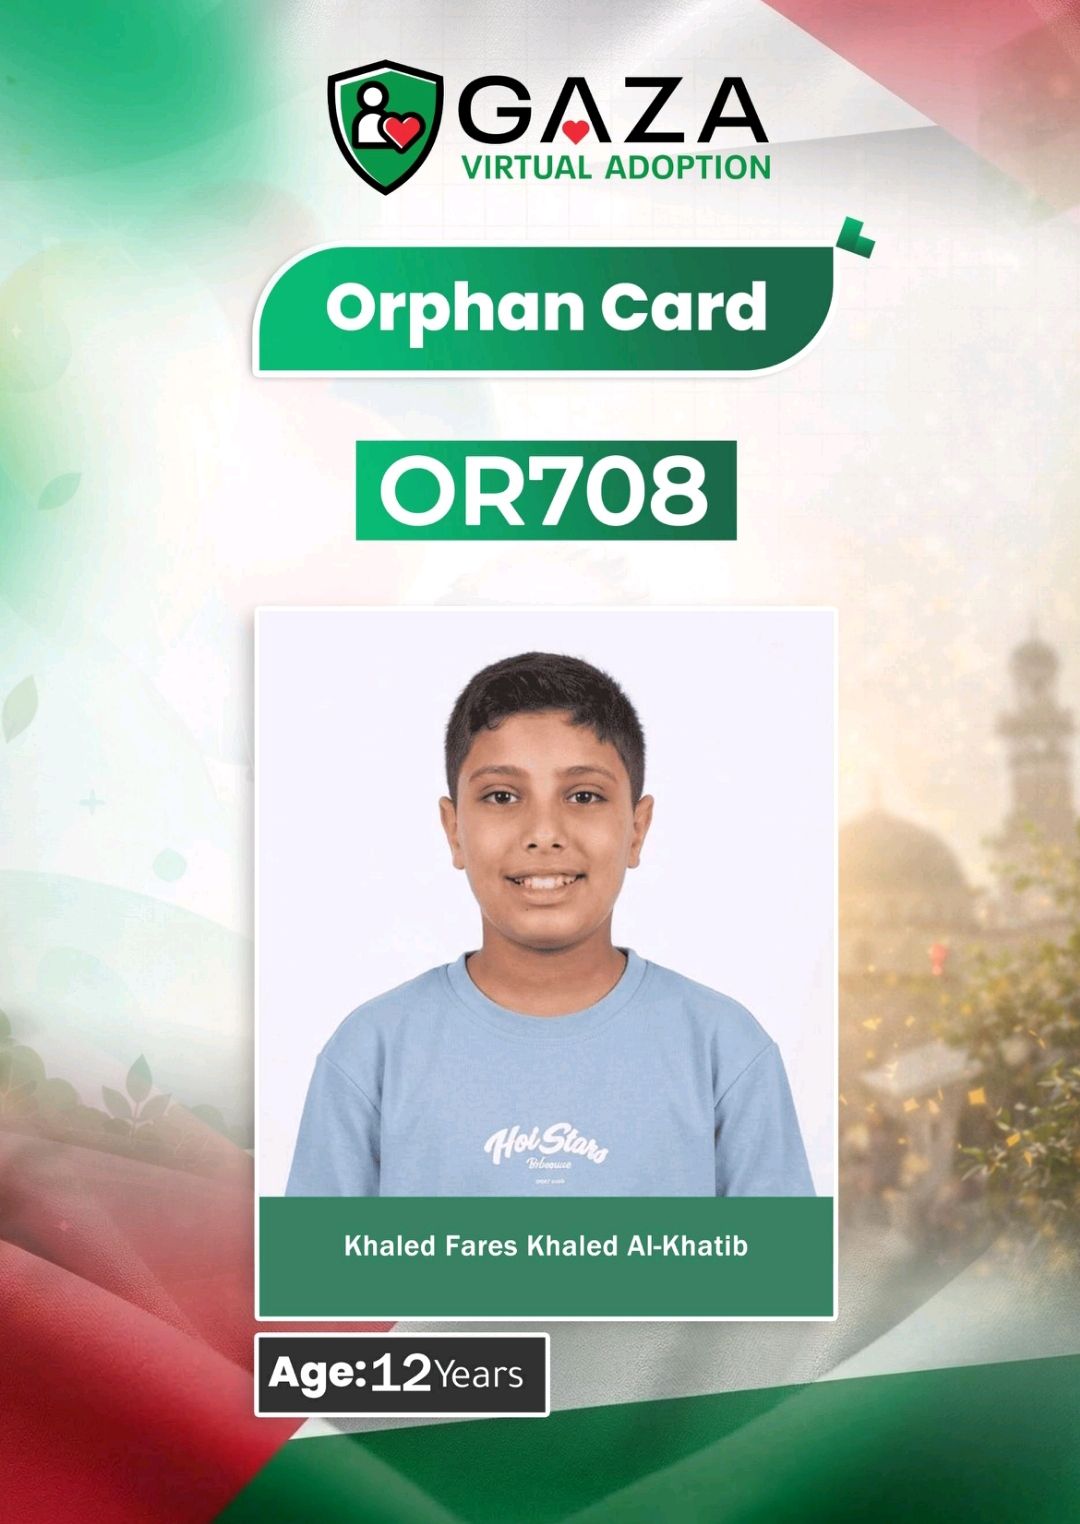 GAZA
VIRTUAL ADOPTION
Orphan Card
OR708
Hoi Stars
Khaled Fares Khaled Al-Khatib
Age:12Years